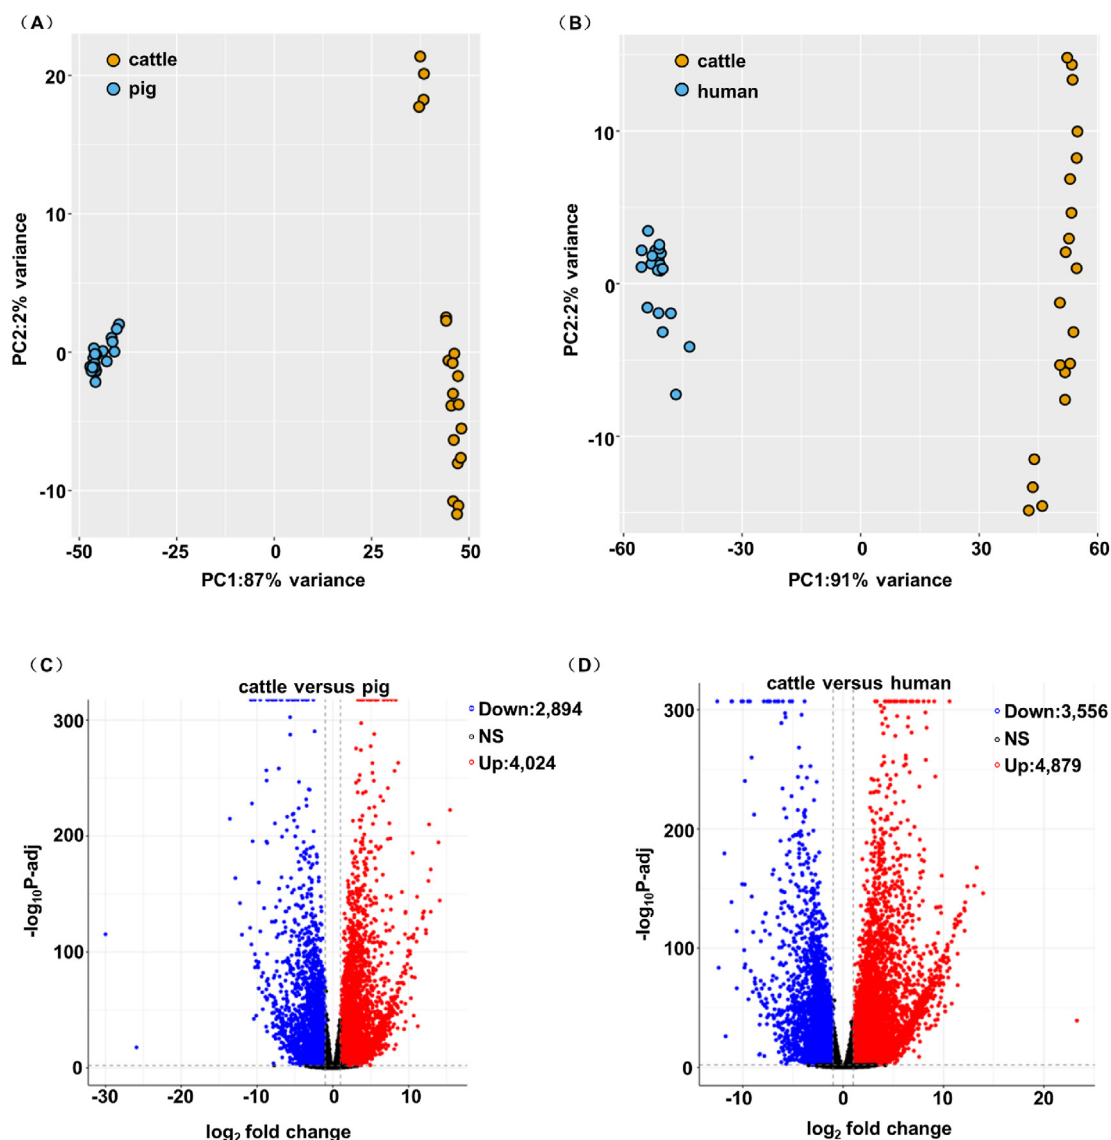 （A）
cattle
pig
20
10
0
-10
PC2:2% variance
-50
-25
0
25
50
PC1:87% variance
（B）
cattle
human
10
0
-10
PC2:2% variance
-60
-30
0
30
60
PC1:91% variance
（C）
cattle versus pig
Down:2,894
NS
Up:4,024
300
200
100
0
-log10P-adj
-30
-20
-10
0
10
log2 fold change
（D）
cattle versus human
Down:3,556
NS
Up:4,879
300
200
100
0
-log10P-adj
-10
0
10
20
log2 fold change